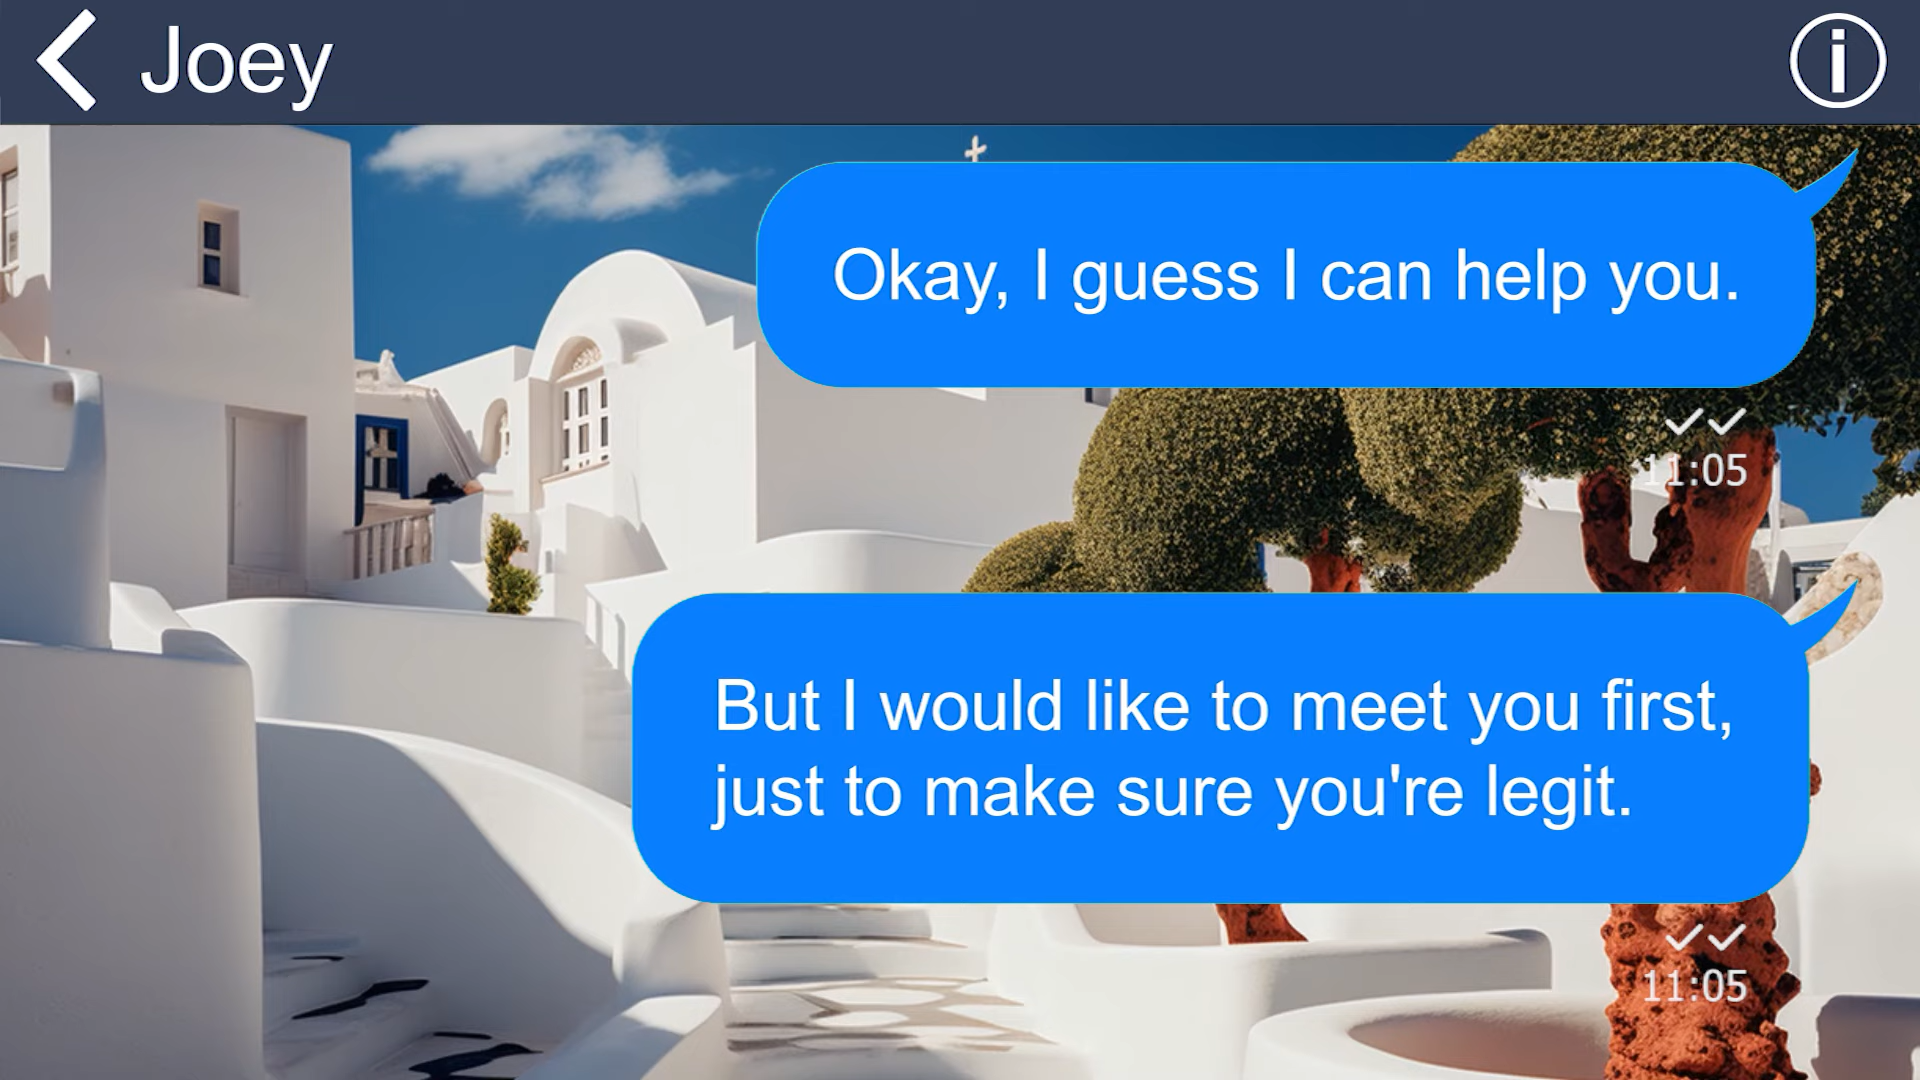 Joey
Okay, I guess I can help you.
11:05
But I would like to meet you first,
just to make sure you're legit.
11:05